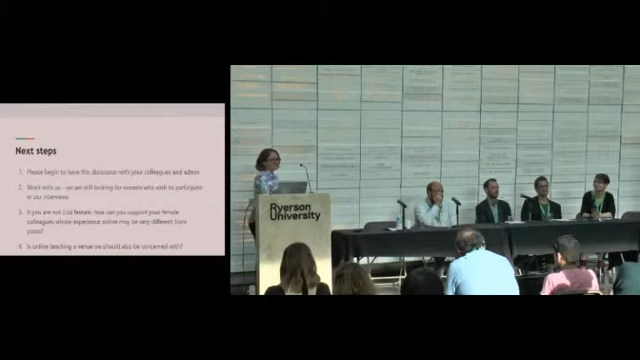 Next steps
1. Please begin to have this discussion with your colleagues and admin
2. Work with us - we are still looking for women who wish to participate
in our interviews
3. If you are not cisd female, how can you support your female
colleagues whose experience online may be very different from
yours?
4. Is online teaching a venue we should also be concerned with?
Ryerson
University